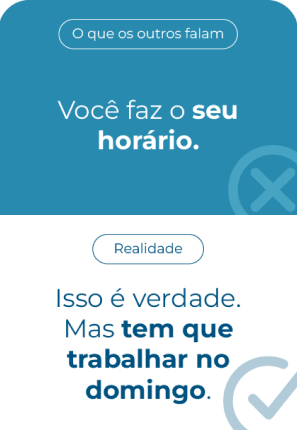 O que os outros falam
Você faz o seu
horário.
Realidade
Isso é verdade.
Mas tem que
trabalhar no
domingo.